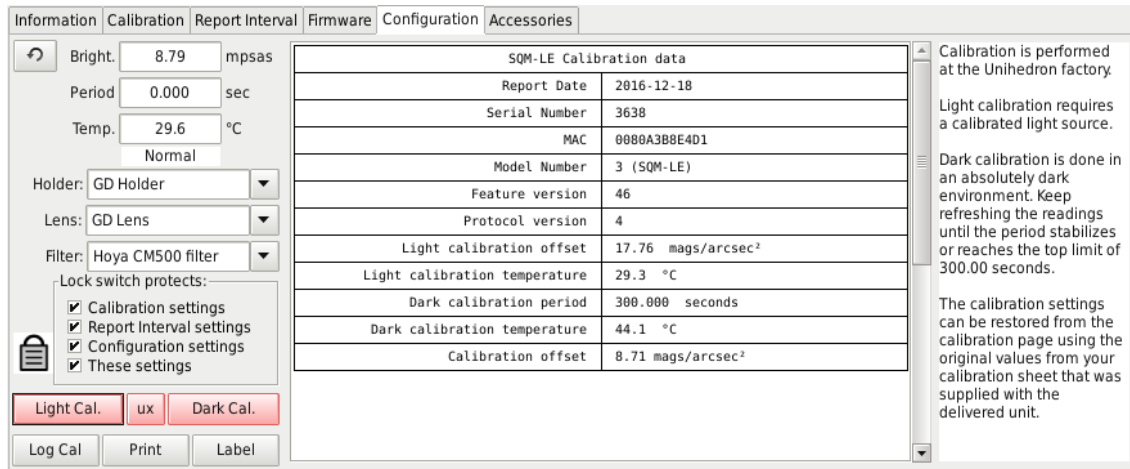 Information Calibration Report Interval Firmware Configuration Accessories
Bright. 8.79 mpsas
Period 0.000 sec
Temp. 29.6 °C
Normal
Holder: GD Holder
Lens: GD Lens
Filter: Hoya CM500 filter
Lock switch protects:
Calibration settings
Report Interval settings
Configuration settings
These settings
Light Cal. ux Dark Cal.
Log Cal Print Label
SQM-LE Calibration data
Report Date 2016-12-18
Serial Number 3638
MAC 0080A3B8E4D1
Model Number 3 (SQM-LE)
Feature version 46
Protocol version 4
Light calibration offset 17.76 mags/arcsec²
Light calibration temperature 29.3 °C
Dark calibration period 300.000 seconds
Dark calibration temperature 44.1 °C
Calibration offset 8.71 mags/arcsec²
Calibration is performed
at the Unihedron factory.
Light calibration requires
a calibrated light source.
Dark calibration is done in
an absolutely dark
environment. Keep
refreshing the readings
until the period stabilizes
or reaches the top limit of
300.00 seconds.
The calibration settings
can be restored from the
calibration page using the
original values from your
calibration sheet that was
supplied with the
delivered unit.